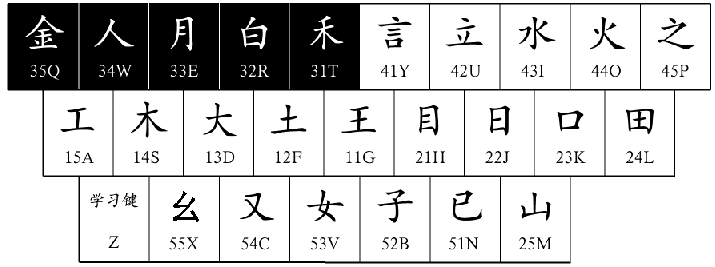 金 人 月 白 禾 言 立 水 火 之
35Q 34W 33E 32R 31T 41Y 42U 43I 44O 45P
工 木 大 土 王 目 日 口 田
15A 14S 13D 12F 11G 21H 22J 23K 24L
学习键 幺 又 女 子 已 山
Z 55X 54C 53V 52B 51N 25M